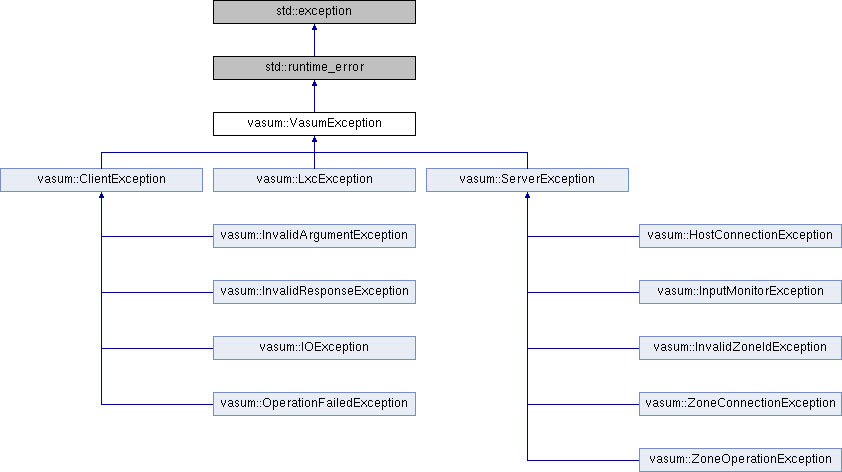 std::exception
std::runtime_error
vasum::VasumException
vasum::ClientException
vasum::LxcException
vasum::ServerException
vasum::InvalidArgumentException
vasum::HostConnectionException
vasum::InvalidResponseException
vasum::InputMonitorException
vasum::IOException
vasum::InvalidZoneIdException
vasum::OperationFailedException
vasum::ZoneConnectionException
vasum::ZoneOperationException